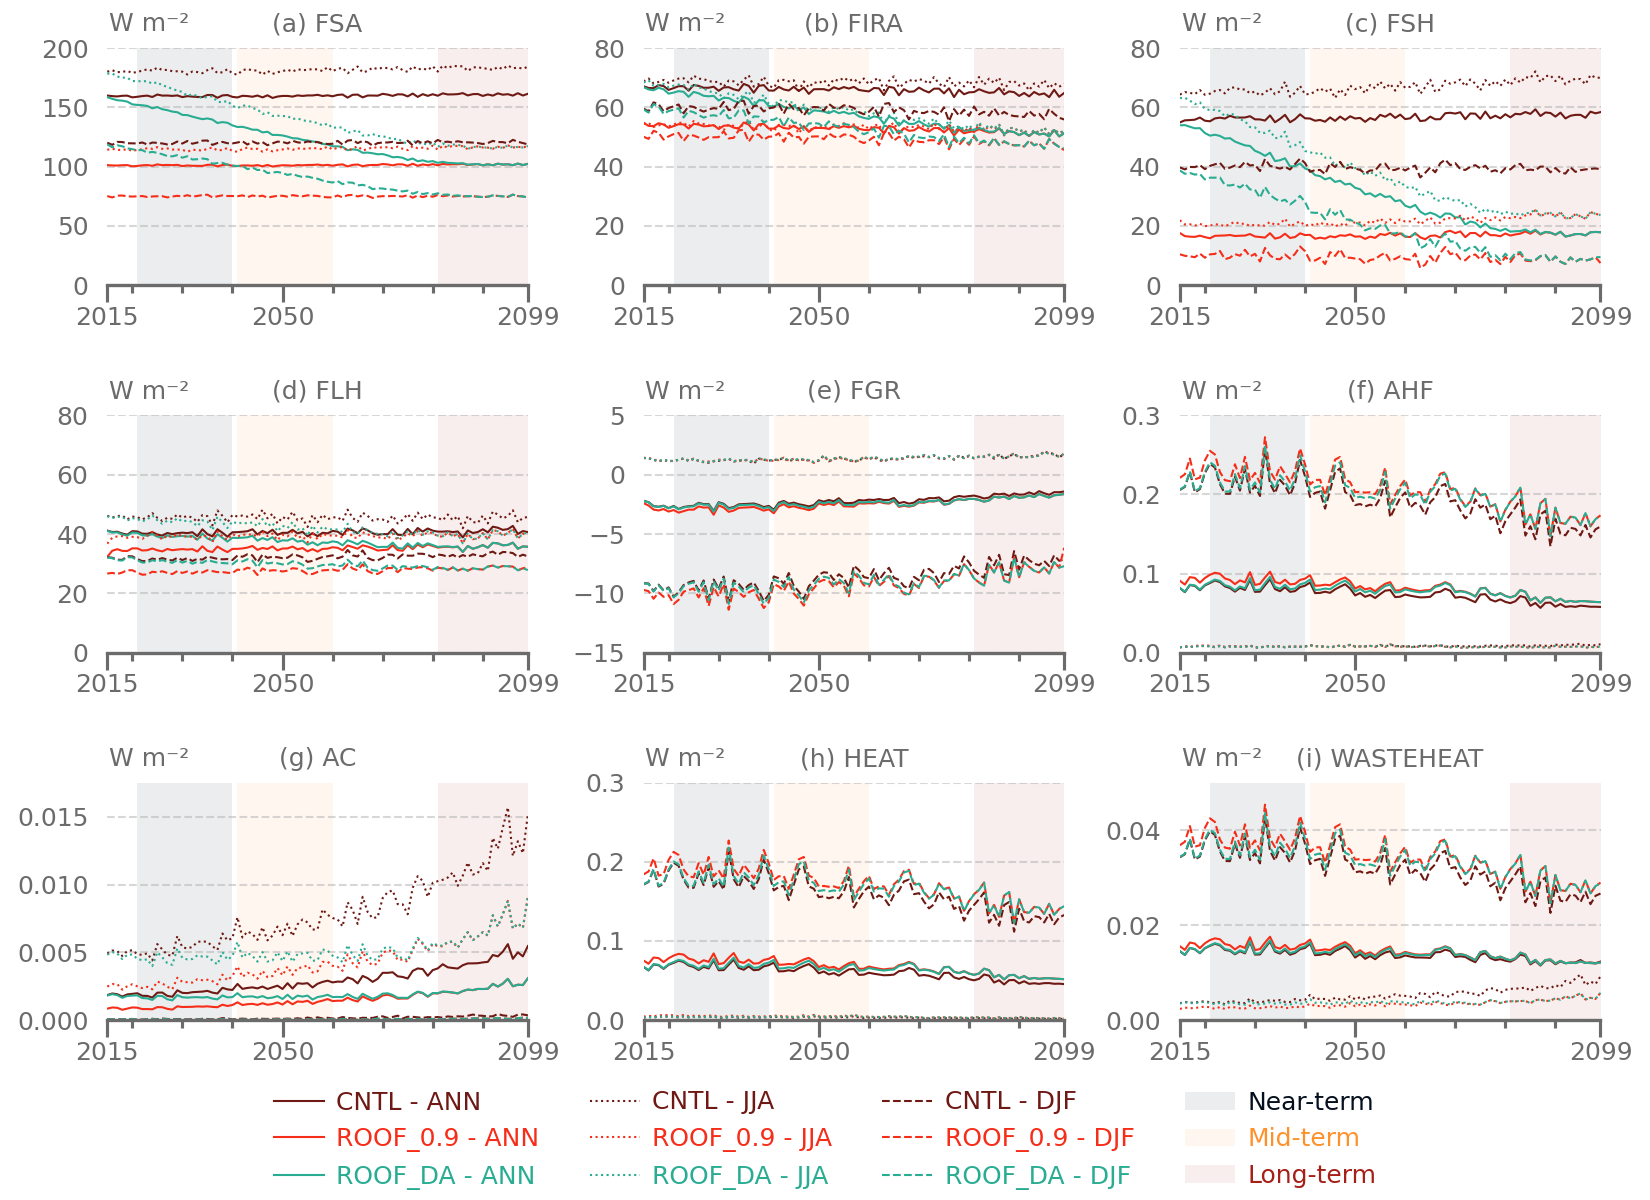 W m⁻² (a) FSA
200
150
100
50
0
2015 2050 2099
W m⁻² (b) FIRA
80
60
40
20
0
2015 2050 2099
W m⁻² (c) FSH
80
60
40
20
0
2015 2050 2099
W m⁻² (d) FLH
80
60
40
20
0
2015 2050 2099
W m⁻² (e) FGR
5
0
−5
−10
−15
2015 2050 2099
W m⁻² (f) AHF
0.3
0.2
0.1
0.0
2015 2050 2099
W m⁻² (g) AC
0.015
0.010
0.005
0.000
2015 2050 2099
W m⁻² (h) HEAT
0.3
0.2
0.1
0.0
2015 2050 2099
W m⁻² (i) WASTEHEAT
0.04
0.02
0.00
2015 2050 2099
CNTL - ANN CNTL - JJA CNTL - DJF Near-term
ROOF_0.9 - ANN ROOF_0.9 - JJA ROOF_0.9 - DJF Mid-term
ROOF_DA - ANN ROOF_DA - JJA ROOF_DA - DJF Long-term